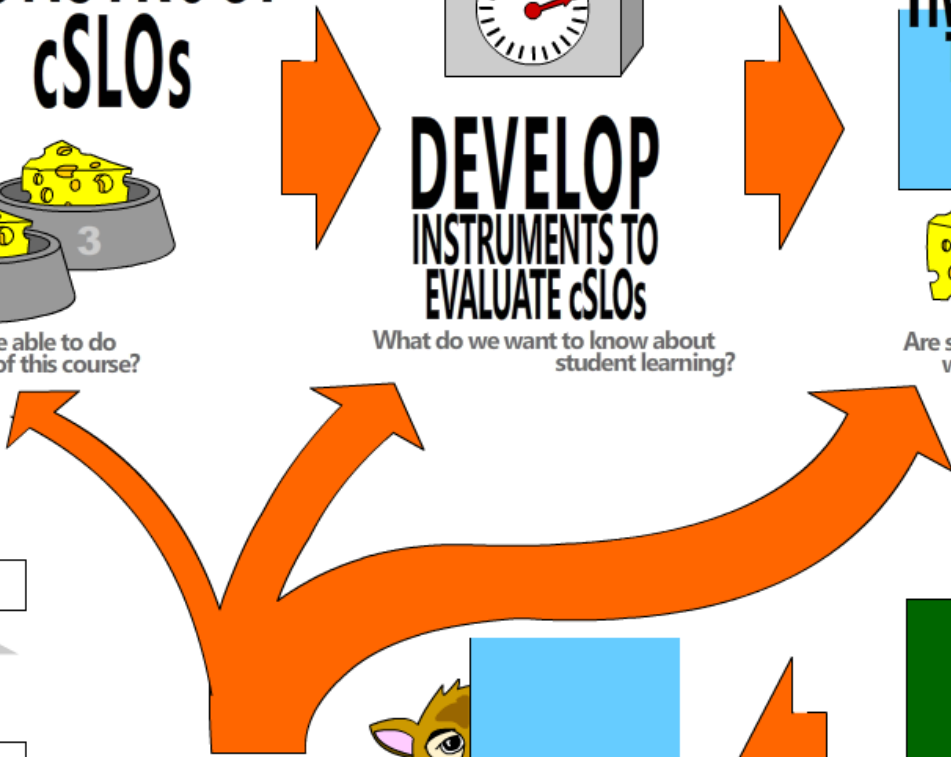 cSLOs
3
e able to do
of this course?
DEVELOP
INSTRUMENTS TO
EVALUATE cSLOs
What do we want to know about
student learning?
Are s
w